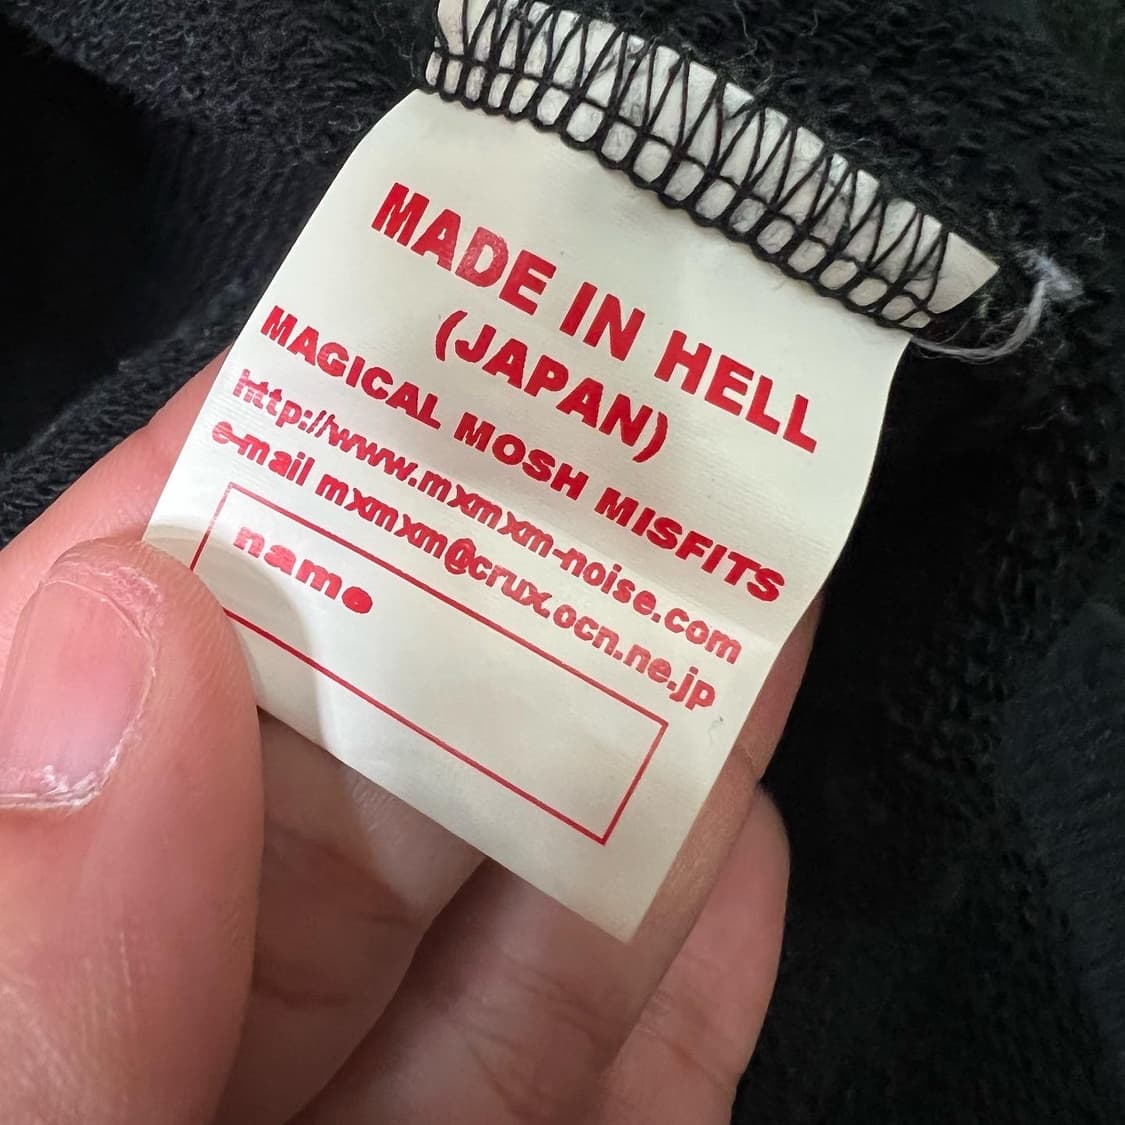 MADE IN HELL
(JAPAN)
MAGICAL MOSH MISFITS
http://www.mxmxm-noise.com
e-mail mxmxm@crux.ocn.ne.jp
name